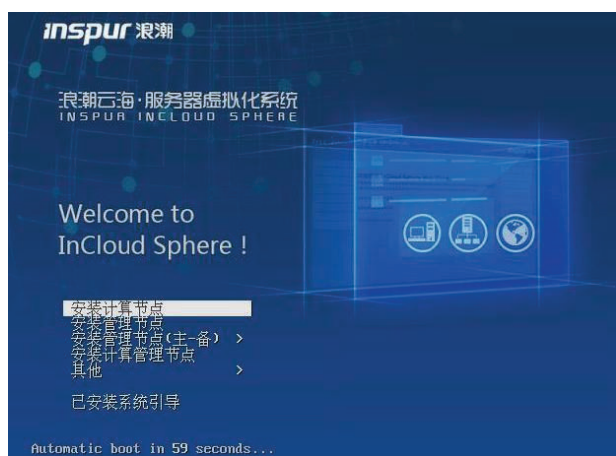 inspur 浪潮
浪潮云海·服务器虚拟化系统
INSPUR INCLOUD SPHERE
Welcome to
InCloud Sphere !
安装计算节点
安装管理节点
安装管理节点(主-备) >
安装计算管理节点
其他 >
已安装系统引导
Automatic boot in 59 seconds...